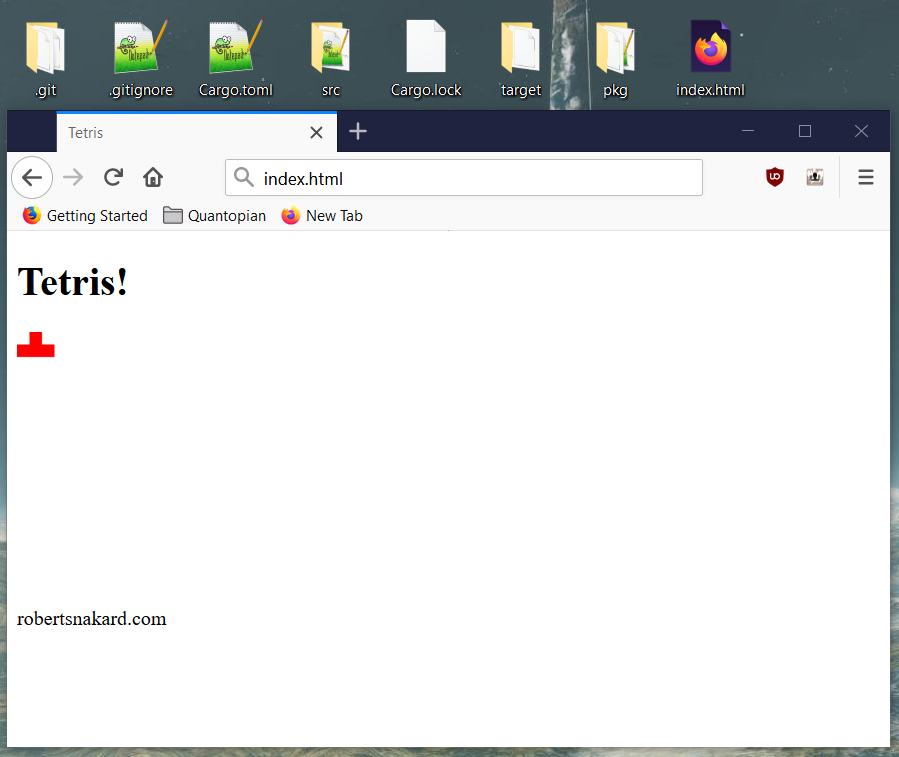 .git .gitignore Cargo.toml src Cargo.lock target pkg index.html
Tetris
index.html
Getting Started Quantopian New Tab
Tetris!
robertsnakard.com